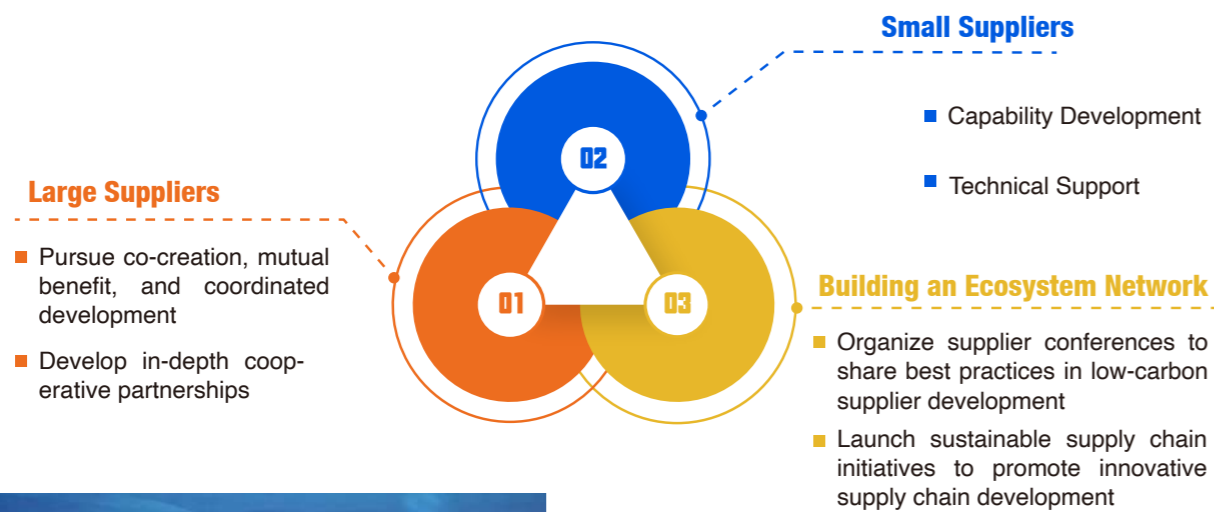 Large Suppliers
Pursue co-creation, mutual
benefit, and coordinated
development
Develop in-depth coop-
erative partnerships
01
02
03
Small Suppliers
Capability Development
Technical Support
Building an Ecosystem Network
Organize supplier conferences to
share best practices in low-carbon
supplier development
Launch sustainable supply chain
initiatives to promote innovative
supply chain development